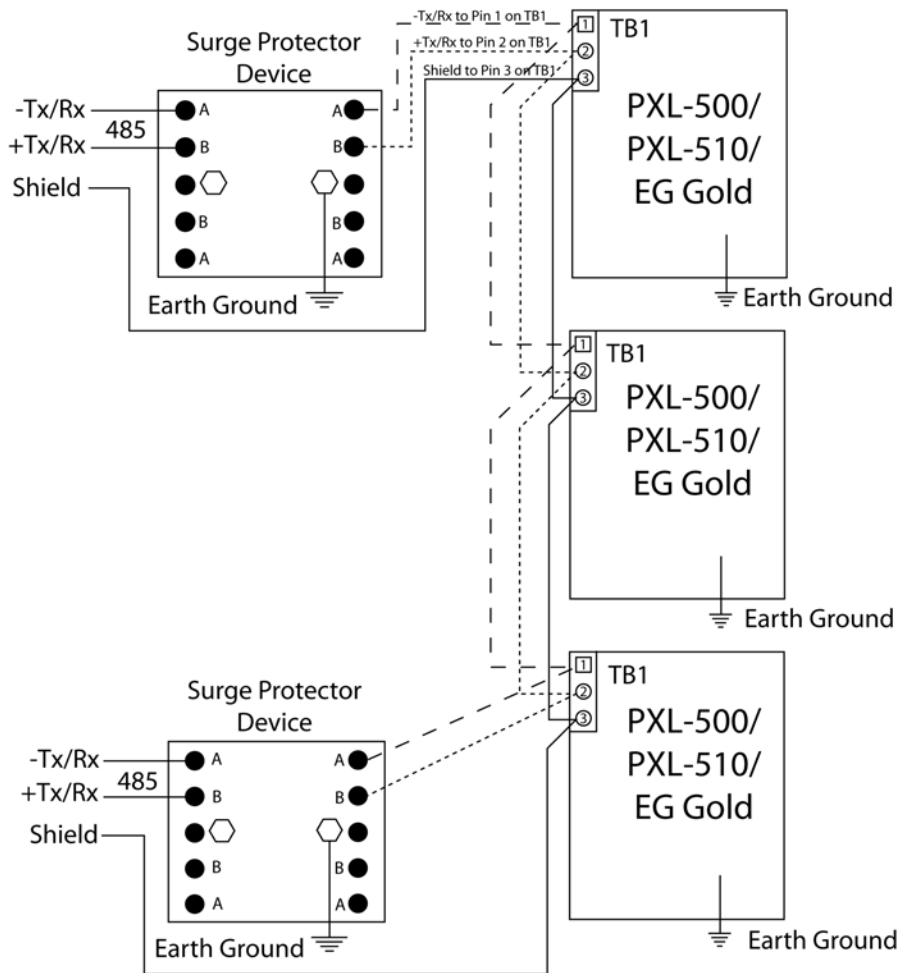 -Tx/Rx to Pin 1 on TB1
+Tx/Rx to Pin 2 on TB1
Shield to Pin 3 on TB1
Surge Protector
Device
-Tx/Rx
485
+Tx/Rx
Shield
A
B
B
A
A
B
B
A
Earth Ground
1
2
3
TB1
PXL-500/
PXL-510/
EG Gold
Earth Ground
1
2
3
TB1
PXL-500/
PXL-510/
EG Gold
Earth Ground
Surge Protector
Device
-Tx/Rx
485
+Tx/Rx
Shield
A
B
B
A
A
B
B
A
Earth Ground
1
2
3
TB1
PXL-500/
PXL-510/
EG Gold
Earth Ground